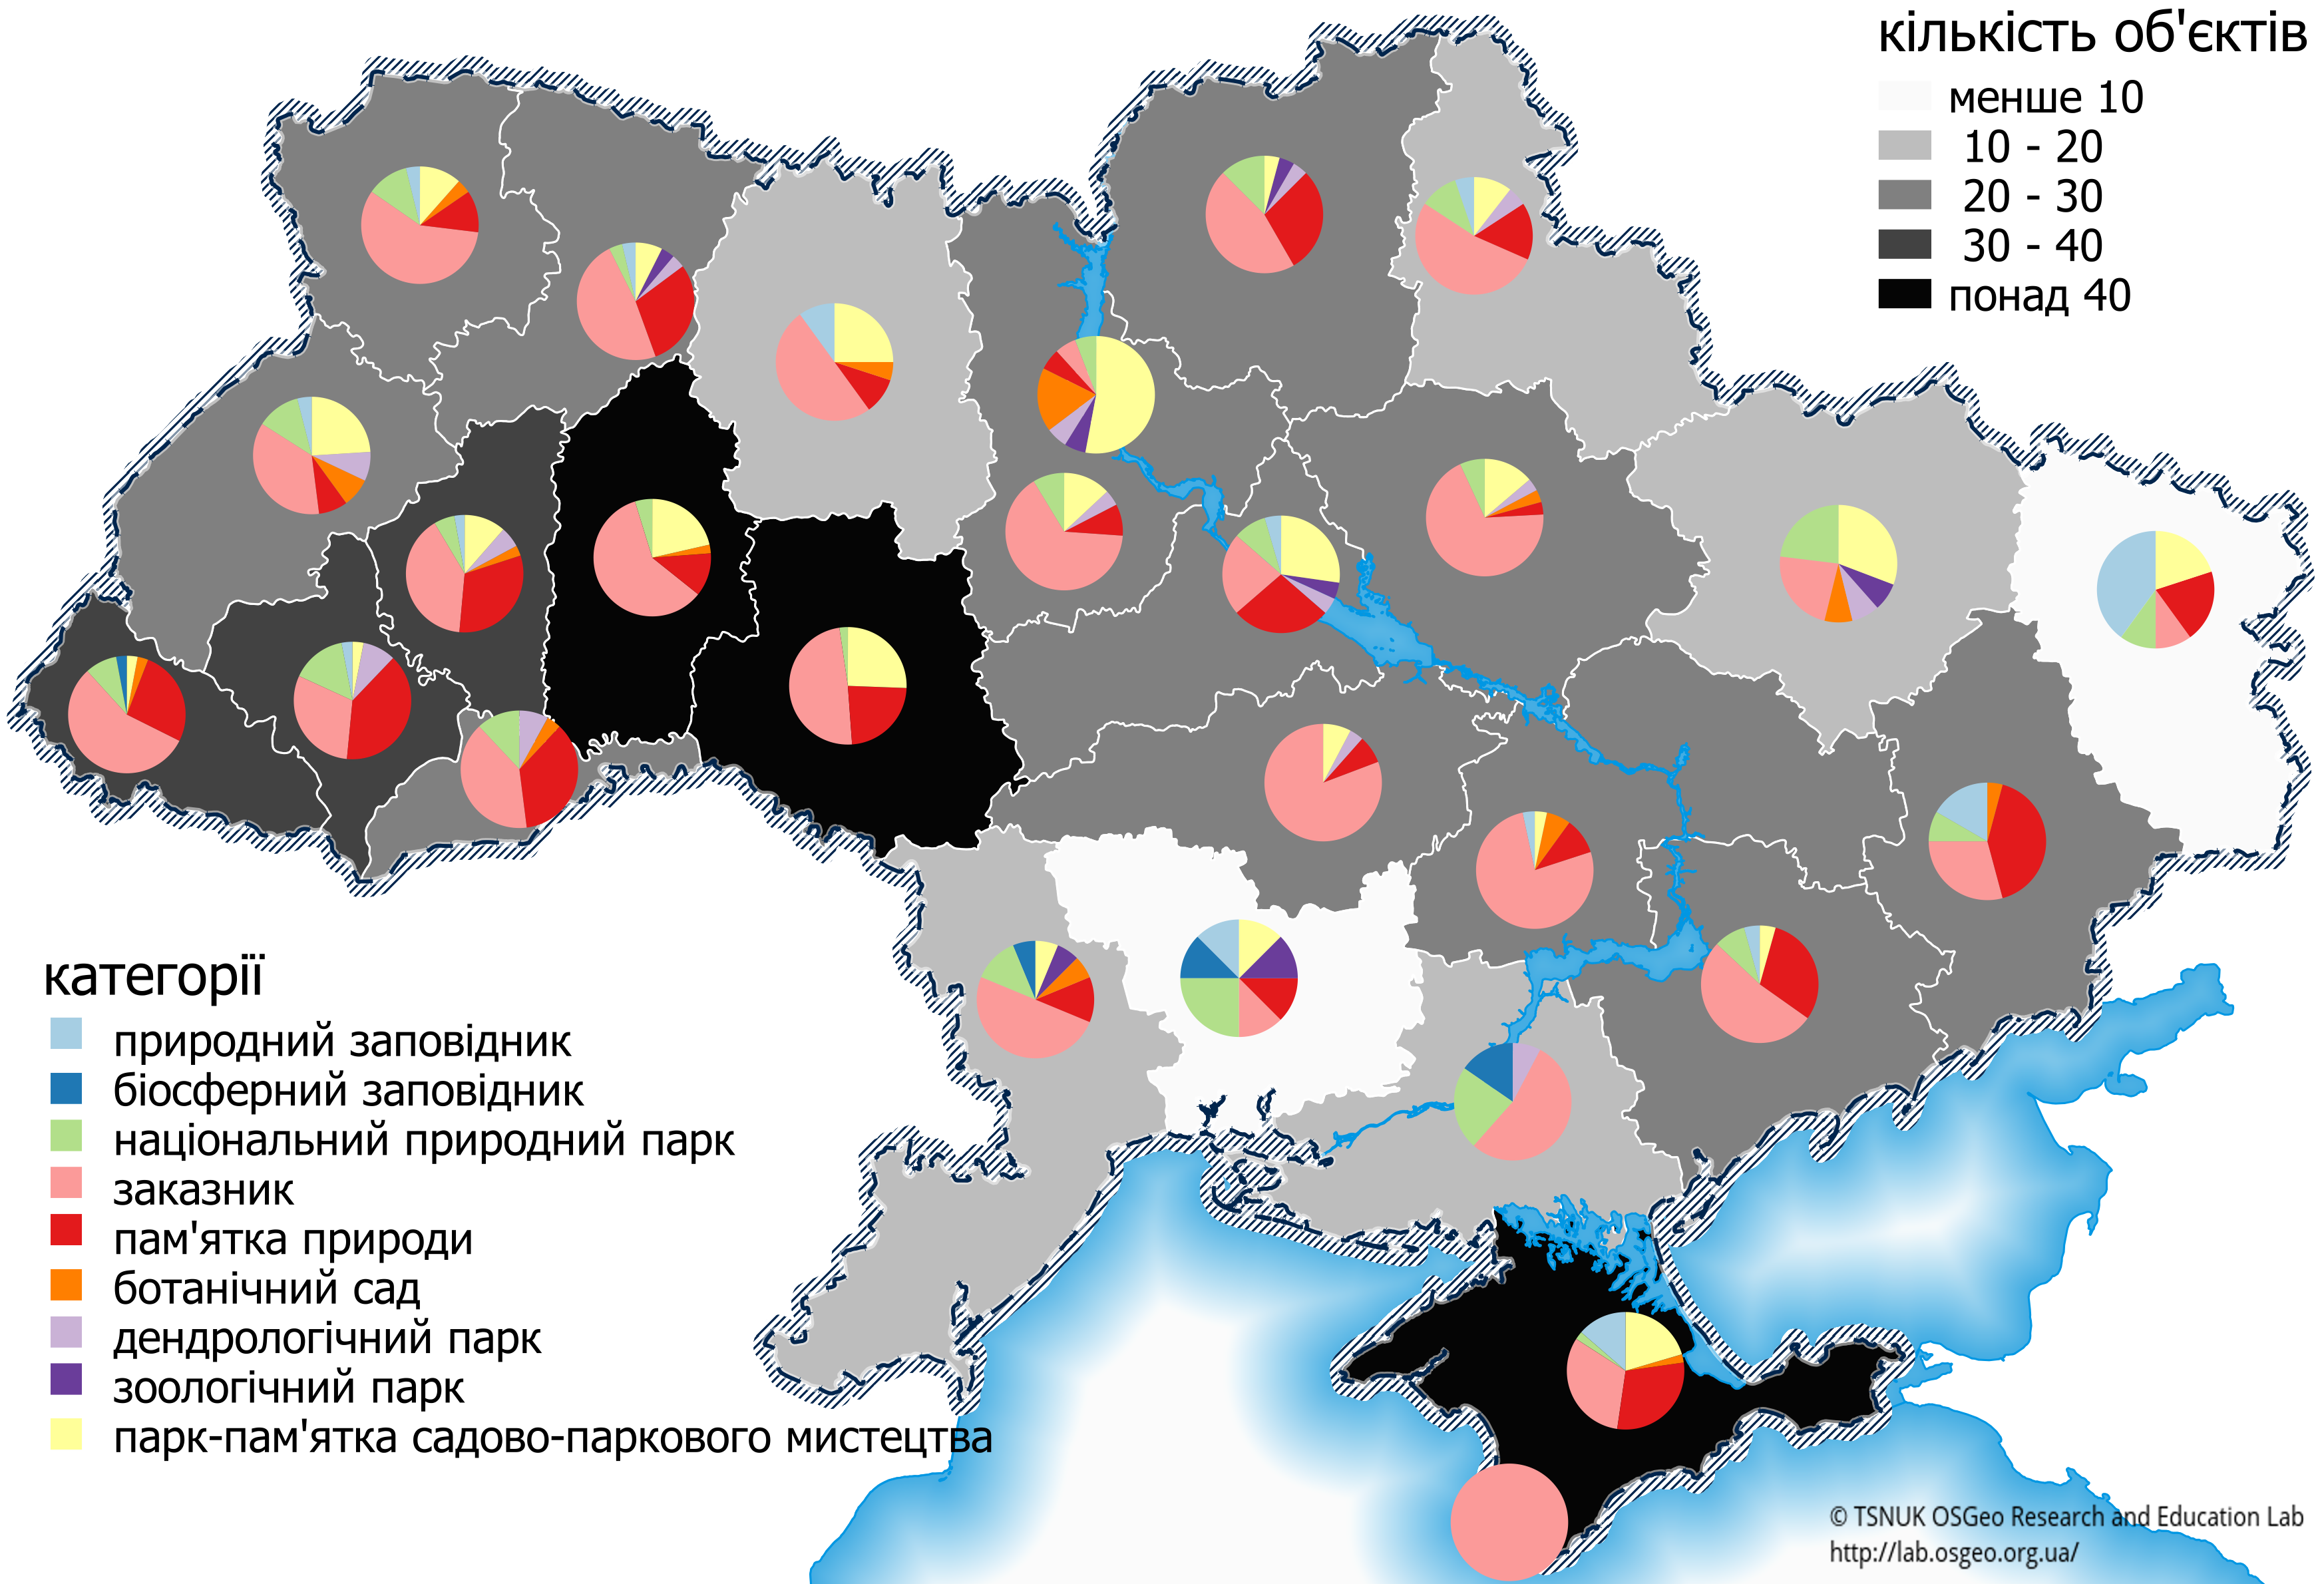 кількість об'єктів
менше 10
10 - 20
20 - 30
30 - 40
понад 40
категорії
природний заповідник
біосферний заповідник
національний природний парк
заказник
пам'ятка природи
ботанічний сад
дендрологічний парк
зоологічний парк
парк-пам'ятка садово-паркового мистецтва
© TSNUK OSGeo Research and Education Lab
http://lab.osgeo.org.ua/